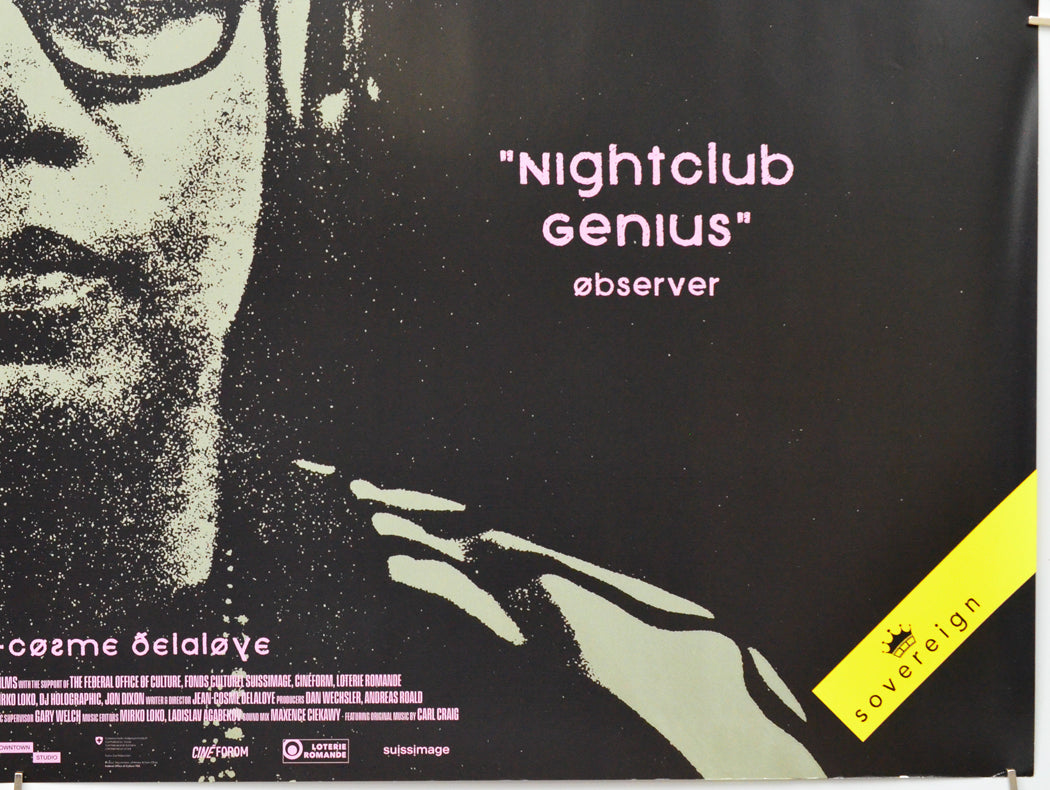 "Nightclub
Genius"
øbserver
-cøsme delaløye
ILMS WITH THE SUPPORT OF THE FEDERAL OFFICE OF CULTURE, FONDS CULTUREL SUISSIMAGE, CINÉFORM, LOTERIE ROMANDE
IRKO LOKO, DJ HOLOGRAPHIC, JON DIXON WRITER & DIRECTOR JEAN-COSME DELALOYE PRODUCERS DAN WECHSLER, ANDREAS ROALD
C SUPERVISOR GARY WELCH MUSIC EDITORS MIRKO LOKO, LADISLAV AGABEKOV SOUND MIX MAXENCE CIEKAWY - FEATURING ORIGINAL MUSIC BY CARL CRAIG
OWNTOWN
STUDIO
CINÉFOROM
LOTERIE
ROMANDE
suissimage
sovereign